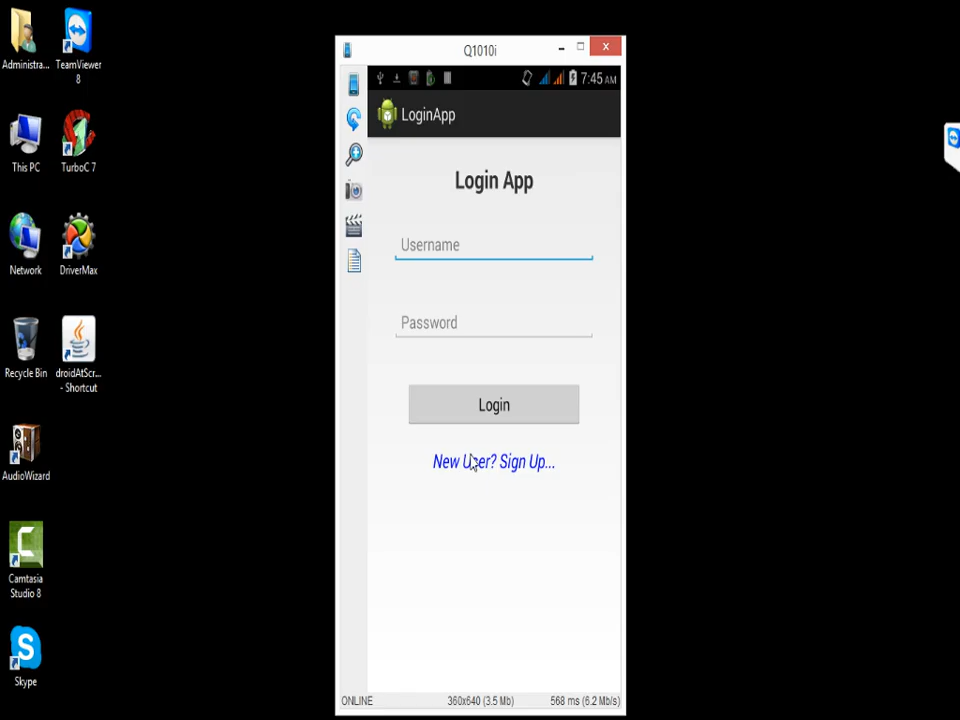 Administra...
TeamViewer
8
This PC
TurboC 7
Network
DriverMax
Recycle Bin
droidAtScr...
- Shortcut
AudioWizard
Camtasia
Studio 8
Skype
Q1010i
7:45 AM
LoginApp
Login App
Username
Password
Login
New User? Sign Up...
ONLINE
360x640 (3.5 Mb)
568 ms (6.2 Mb/s)